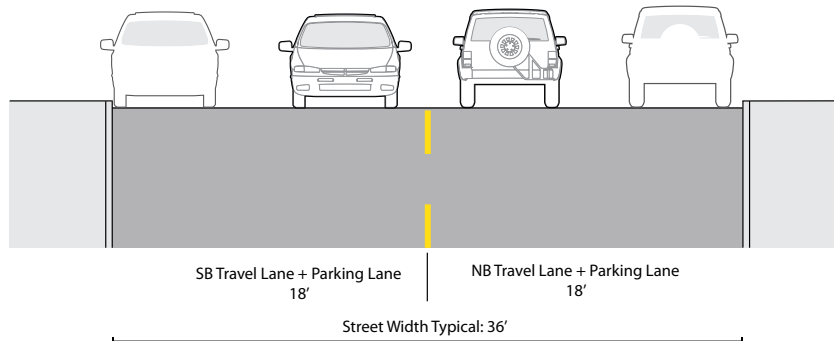 SB Travel Lane + Parking Lane
18’
NB Travel Lane + Parking Lane
18’
Street Width Typical: 36’